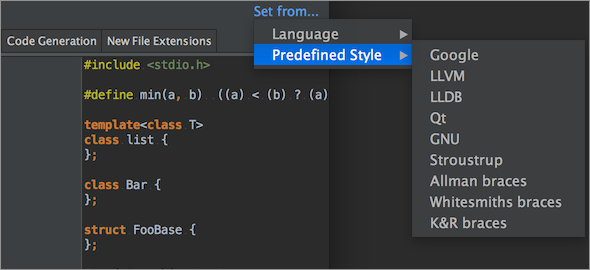 Set from...
Code Generation New File Extensions
Language
Predefined Style
Google
LLVM
LLDB
Qt
GNU
Stroustrup
Allman braces
Whitesmiths braces
K&R braces
#include <stdio.h>
#define min(a, b) ((a) < (b) ? (a)
template<class T>
class list {
};
class Bar {
};
struct FooBase {
};